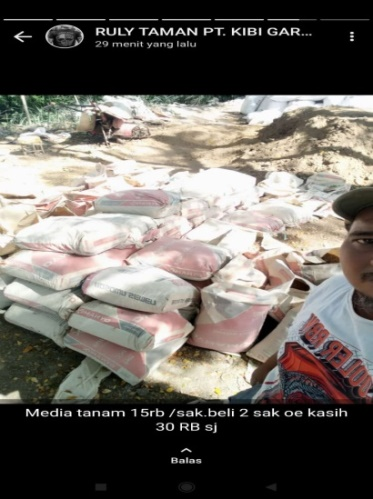 RULY TAMAN PT. KIBI GAR...
29 menit yang lalu
Media tanam 15rb /sak.beli 2 sak oe kasih
30 RB sj
Balas